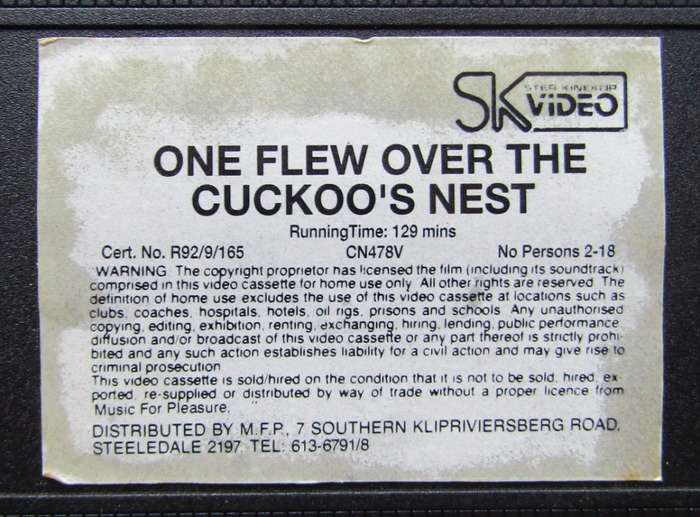 SK STER KINEKOR
VIDEO
ONE FLEW OVER THE
CUCKOO'S NEST
RunningTime: 129 mins
Cert. No. R92/9/165 CN478V No Persons 2-18
WARNING. The copyright proprietor has licensed the film (including its soundtrack)
comprised in this video cassette for home use only. All other rights are reserved The
definition of home use excludes the use of this video cassette at locations such as
clubs, coaches, hospitals, hotels, oil rigs, prisons and schools Any unauthorised
copying, editing, exhibition, renting, exchanging, hiring, lending, public performance
diffusion and/or broadcast of this video cassette or any part thereof is strictly prohi-
bited and any such action establishes liability for a civil action and may give rise to
criminal prosecution
This video cassette is sold/hired on the condition that it is not to be sold, hired, ex-
ported, re-supplied or distributed by way of trade without a proper licence from
Music For Pleasure.
DISTRIBUTED BY M.F.P., 7 SOUTHERN KLIPRIVIERSBERG ROAD,
STEELEDALE 2197. TEL: 613-6791/8